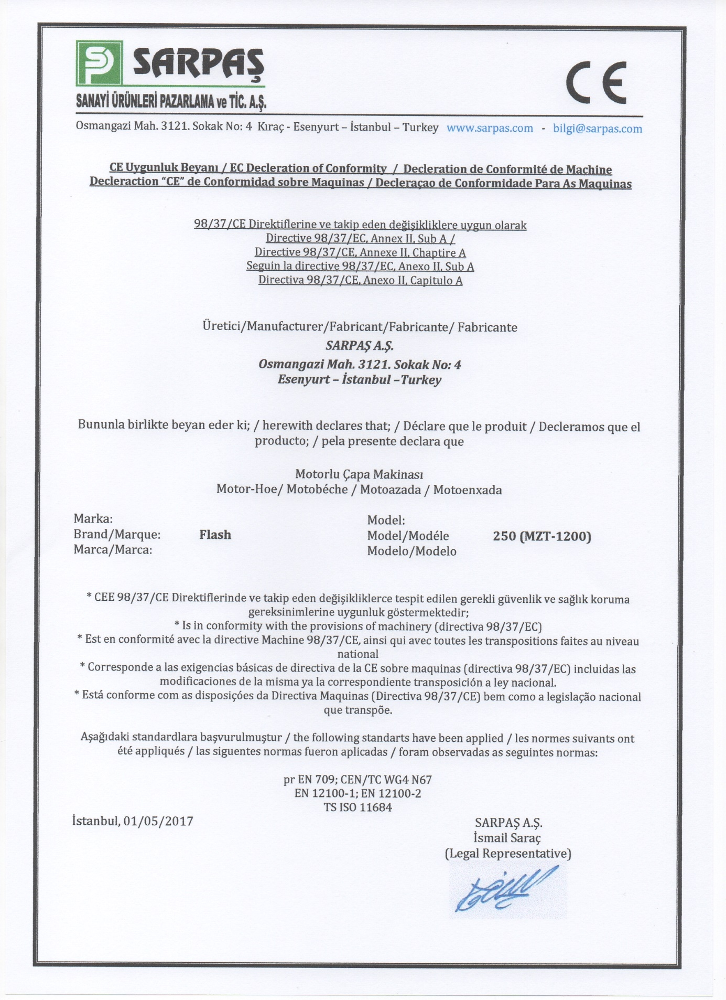 SARPAŞ
SANAYİ ÜRÜNLERİ PAZARLAMA ve TİC. A.Ş.
CE
Osmangazi Mah. 3121. Sokak No: 4  Kıraç - Esenyurt – İstanbul – Turkey  www.sarpas.com  -  bilgi@sarpas.com
CE Uygunluk Beyanı / EC Decleration of Conformity  /  Decleration de Conformité de Machine
Decleraction “CE” de Conformidad sobre Maquinas / Decleraçao de Conformidade Para As Maquinas
98/37/CE Direktiflerine ve takip eden değişikliklere uygun olarak
Directive 98/37/EC, Annex II, Sub A /
Directive 98/37/CE, Annexe II, Chaptire A
Seguin la directive 98/37/EC, Anexo II, Sub A
Directiva 98/37/CE, Anexo II, Capitulo A
Üretici/Manufacturer/Fabricant/Fabricante/ Fabricante
SARPAŞ A.Ş.
Osmangazi Mah. 3121. Sokak No: 4
Esenyurt – İstanbul –Turkey
Bununla birlikte beyan eder ki; / herewith declares that; / Déclare que le produit / Decleramos que el
producto; / pela presente declara que
Motorlu Çapa Makinası
Motor-Hoe/ Motobéche / Motoazada / Motoenxada
Marka:
Brand/Marque: Flash
Marca/Marca:
Model:
Model/Modéle 250 (MZT-1200)
Modelo/Modelo
* CEE 98/37/CE Direktiflerinde ve takip eden değişikliklerce tespit edilen gerekli güvenlik ve sağlık koruma
gereksinimlerine uygunluk göstermektedir;
* Is in conformity with the provisions of machinery (directiva 98/37/EC)
* Est en conformité avec la directive Machine 98/37/CE, ainsi qui avec toutes les transpositions faites au niveau
national
* Corresponde a las exigencias básicas de directiva de la CE sobre maquinas (directiva 98/37/EC) incluidas las
modificaciones de la misma ya la correspondiente transposición a ley nacional.
* Está conforme com as disposições da Directiva Maquinas (Directiva 98/37/CE) bem como a legislação nacional
que transpõe.
Aşağıdaki standardlara başvurulmuştur / the following standarts have been applied / les normes suivants ont
été appliqués / las siguentes normas fueron aplicadas / foram observadas as seguintes normas:
pr EN 709; CEN/TC WG4 N67
EN 12100-1; EN 12100-2
TS ISO 11684
İstanbul, 01/05/2017
SARPAŞ A.Ş.
İsmail Saraç
(Legal Representative)